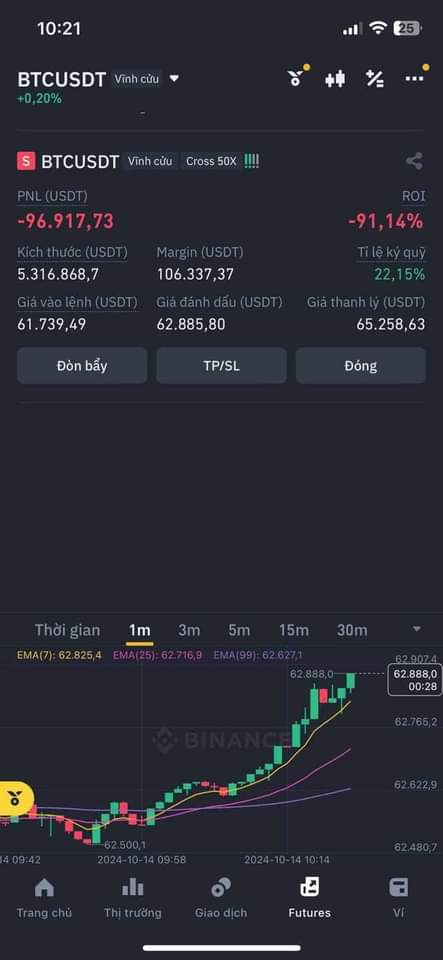 10:21
25
BTCUSDT Vĩnh cửu
+0,20%
S BTCUSDT Vĩnh cửu Cross 50X
PNL (USDT) ROI
-96.917,73 -91,14%
Kích thước (USDT) Margin (USDT) Tỉ lệ ký quỹ
5.316.868,7 106.337,37 22,15%
Giá vào lệnh (USDT) Giá đánh dấu (USDT) Giá thanh lý (USDT)
61.739,49 62.885,80 65.258,63
Đòn bẩy TP/SL Đóng
Thời gian 1m 3m 5m 15m 30m
EMA(7): 62.825,4 EMA(25): 62.716,9 EMA(99): 62.627,1
62.907,4
62.888,0 62.888,0
00:28
62.765,2
BINANCE
62.622,9
62.500,1
62.480,7
14 09:42 2024-10-14 09:58 2024-10-14 10:14
Trang chủ Thị trường Giao dịch Futures Ví